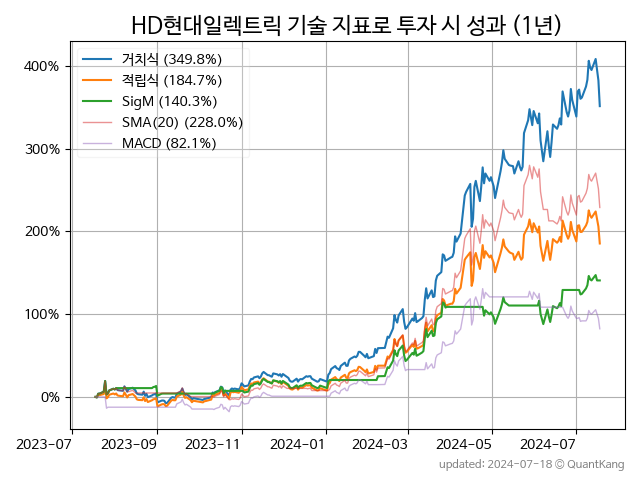 HD현대일렉트릭 기술 지표로 투자 시 성과 (1년)
거치식 (349.8%)
적립식 (184.7%)
SigM (140.3%)
SMA(20) (228.0%)
MACD (82.1%)
400%
300%
200%
100%
0%
2023-07 2023-09 2023-11 2024-01 2024-03 2024-05 2024-07
updated: 2024-07-18 © QuantKang